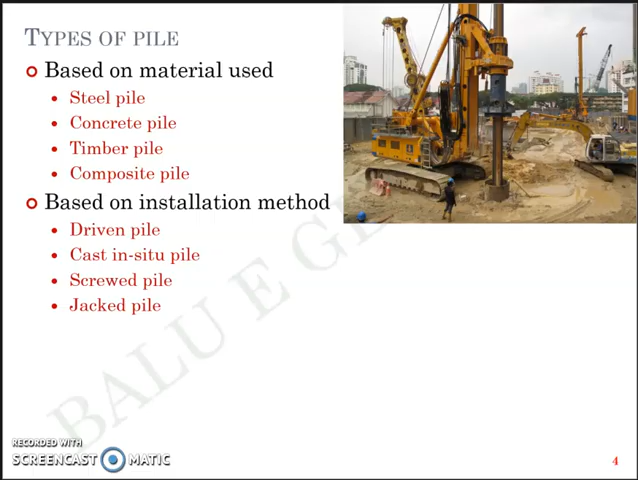 TYPES OF PILE
Based on material used
Steel pile
Concrete pile
Timber pile
Composite pile
Based on installation method
Driven pile
Cast in-situ pile
Screwed pile
Jacked pile
BALU E GE
RECORDED WITH
SCREENCAST MATIC
4